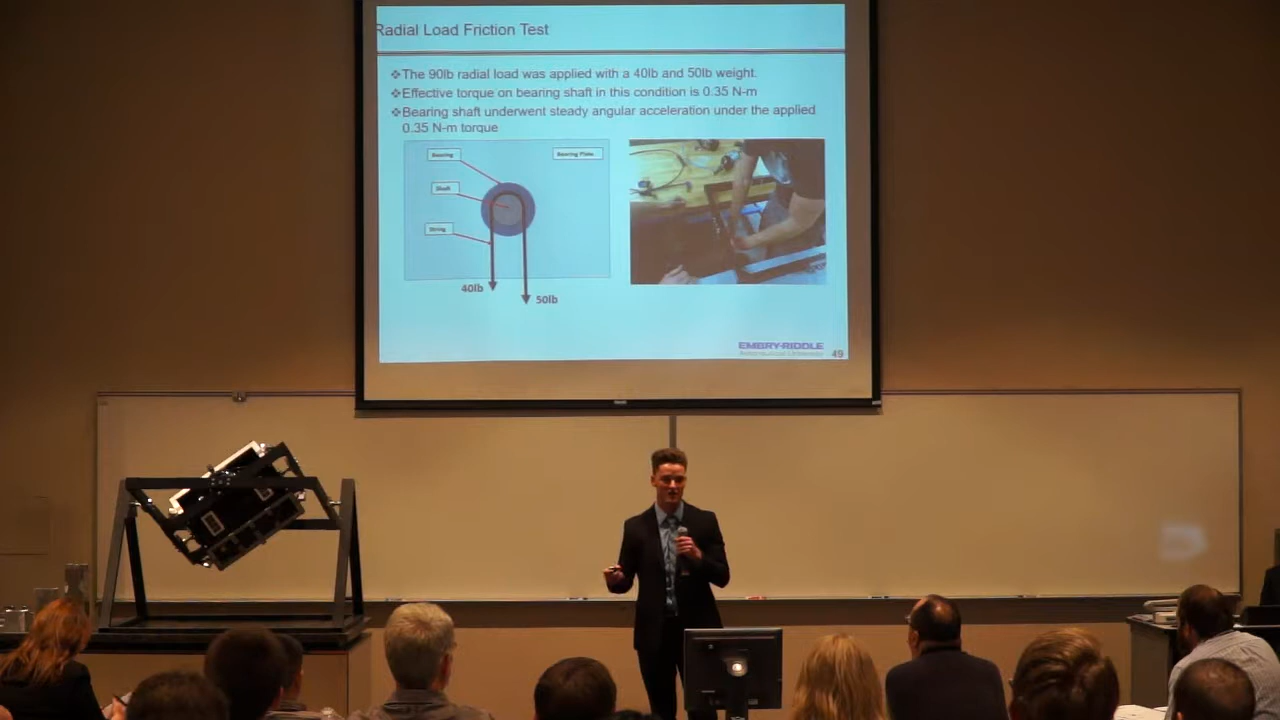 Radial Load Friction Test
❖The 90lb radial load was applied with a 40lb and 50lb weight.
❖Effective torque on bearing shaft in this condition is 0.35 N-m
❖Bearing shaft underwent steady angular acceleration under the applied
0.35 N-m torque
Bearing
Bearing Plate
Shaft
String
40lb
50lb
EMBRY-RIDDLE
Aeronautical University
49